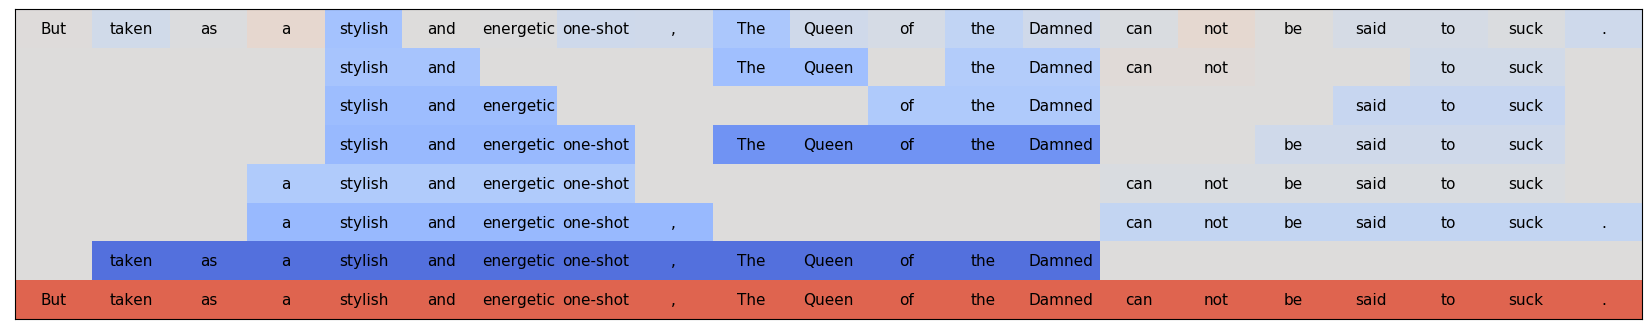 But taken as a stylish and energetic one-shot , The Queen of the Damned can not be said to suck .
stylish and The Queen the Damned can not to suck
stylish and energetic of the Damned said to suck
stylish and energetic one-shot The Queen of the Damned be said to suck
a stylish and energetic one-shot can not be said to suck
a stylish and energetic one-shot , can not be said to suck .
taken as a stylish and energetic one-shot , The Queen of the Damned
But taken as a stylish and energetic one-shot , The Queen of the Damned can not be said to suck .